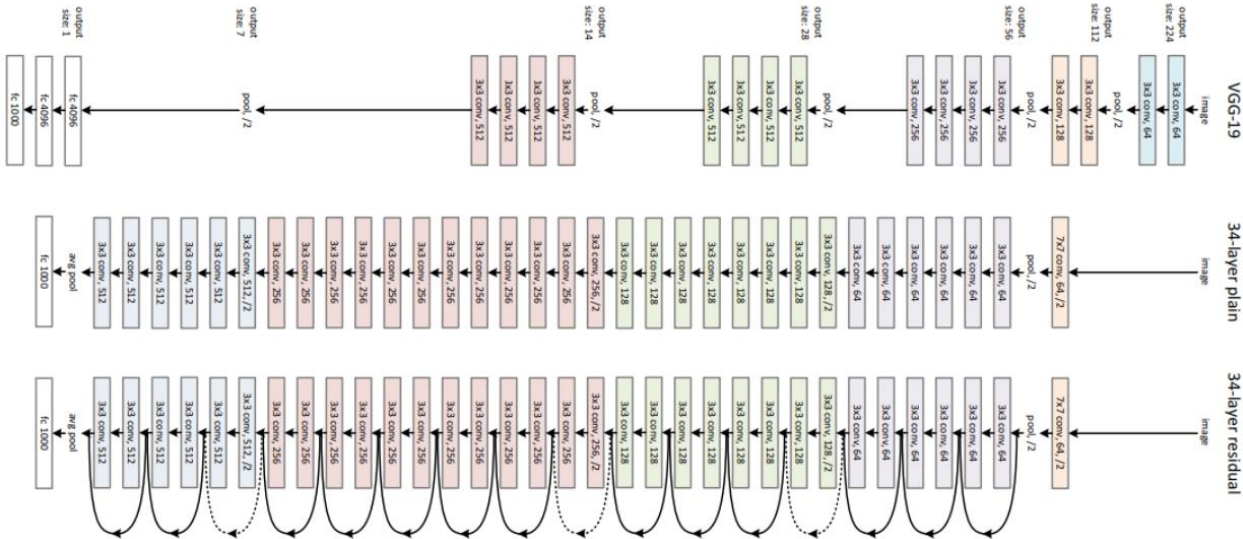 VGG-19
34-layer plain
34-layer residual
output
size: 224
output
size: 112
output
size: 56
output
size: 28
output
size: 14
output
size: 7
output
size: 1
image
3x3 conv, 64
3x3 conv, 64
pool, /2
3x3 conv, 128
3x3 conv, 128
pool, /2
3x3 conv, 256
3x3 conv, 256
3x3 conv, 256
3x3 conv, 256
pool, /2
3x3 conv, 512
3x3 conv, 512
3x3 conv, 512
3x3 conv, 512
pool, /2
3x3 conv, 512
3x3 conv, 512
3x3 conv, 512
3x3 conv, 512
pool, /2
fc 4096
fc 4096
fc 1000
image
7x7 conv, 64, /2
pool, /2
3x3 conv, 64
3x3 conv, 64
3x3 conv, 64
3x3 conv, 64
3x3 conv, 64
3x3 conv, 64
3x3 conv, 128, /2
3x3 conv, 128
3x3 conv, 128
3x3 conv, 128
3x3 conv, 128
3x3 conv, 128
3x3 conv, 128
3x3 conv, 128
3x3 conv, 256, /2
3x3 conv, 256
3x3 conv, 256
3x3 conv, 256
3x3 conv, 256
3x3 conv, 256
3x3 conv, 256
3x3 conv, 256
3x3 conv, 256
3x3 conv, 256
3x3 conv, 256
3x3 conv, 256
3x3 conv, 512, /2
3x3 conv, 512
3x3 conv, 512
3x3 conv, 512
3x3 conv, 512
3x3 conv, 512
avg pool
fc 1000
image
7x7 conv, 64, /2
pool, /2
3x3 conv, 64
3x3 conv, 64
3x3 conv, 64
3x3 conv, 64
3x3 conv, 64
3x3 conv, 64
3x3 conv, 128, /2
3x3 conv, 128
3x3 conv, 128
3x3 conv, 128
3x3 conv, 128
3x3 conv, 128
3x3 conv, 128
3x3 conv, 128
3x3 conv, 256, /2
3x3 conv, 256
3x3 conv, 256
3x3 conv, 256
3x3 conv, 256
3x3 conv, 256
3x3 conv, 256
3x3 conv, 256
3x3 conv, 256
3x3 conv, 256
3x3 conv, 256
3x3 conv, 256
3x3 conv, 512, /2
3x3 conv, 512
3x3 conv, 512
3x3 conv, 512
3x3 conv, 512
3x3 conv, 512
avg pool
fc 1000